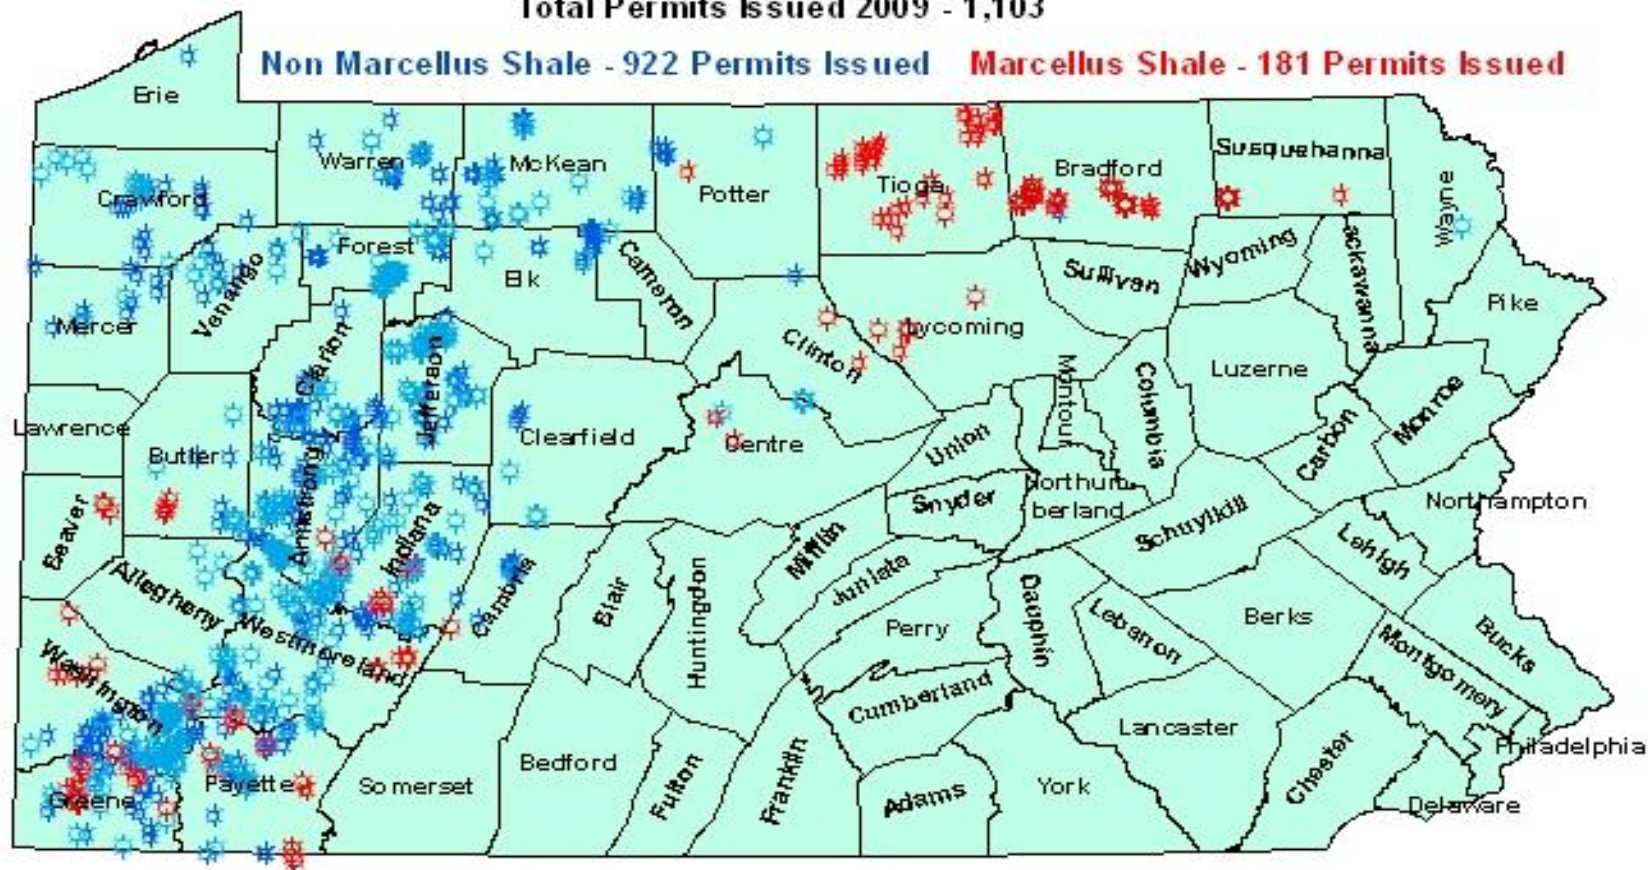 Total Permits Issued 2009 - 1,103
Non Marcellus Shale - 922 Permits Issued Marcellus Shale - 181 Permits Issued
Erie
Warren
McKean
Potter
Tioga
Bradford
Susquehanna
Wayne
Crawford
Forest
Elk
Cameron
Sullivan
Wyoming
Lackawanna
Pike
Mercer
Venango
Clarion
Jefferson
Clinton
Lycoming
Montour
Columbia
Luzerne
Carbon
Monroe
Lawrence
Butler
Armstrong
Clearfield
Centre
Union
Snyder
Northum-
berland
Schuylkill
Northampton
Beaver
Indiana
Mifflin
Juniata
Lehigh
Allegheny
Westmoreland
Cambria
Blair
Huntingdon
Perry
Dauphin
Lebanon
Berks
Bucks
Montgomery
Washington
Cumberland
Lancaster
Philadelphia
Greene
Fayette
Somerset
Bedford
Fulton
Franklin
Adams
York
Chester
Delaware